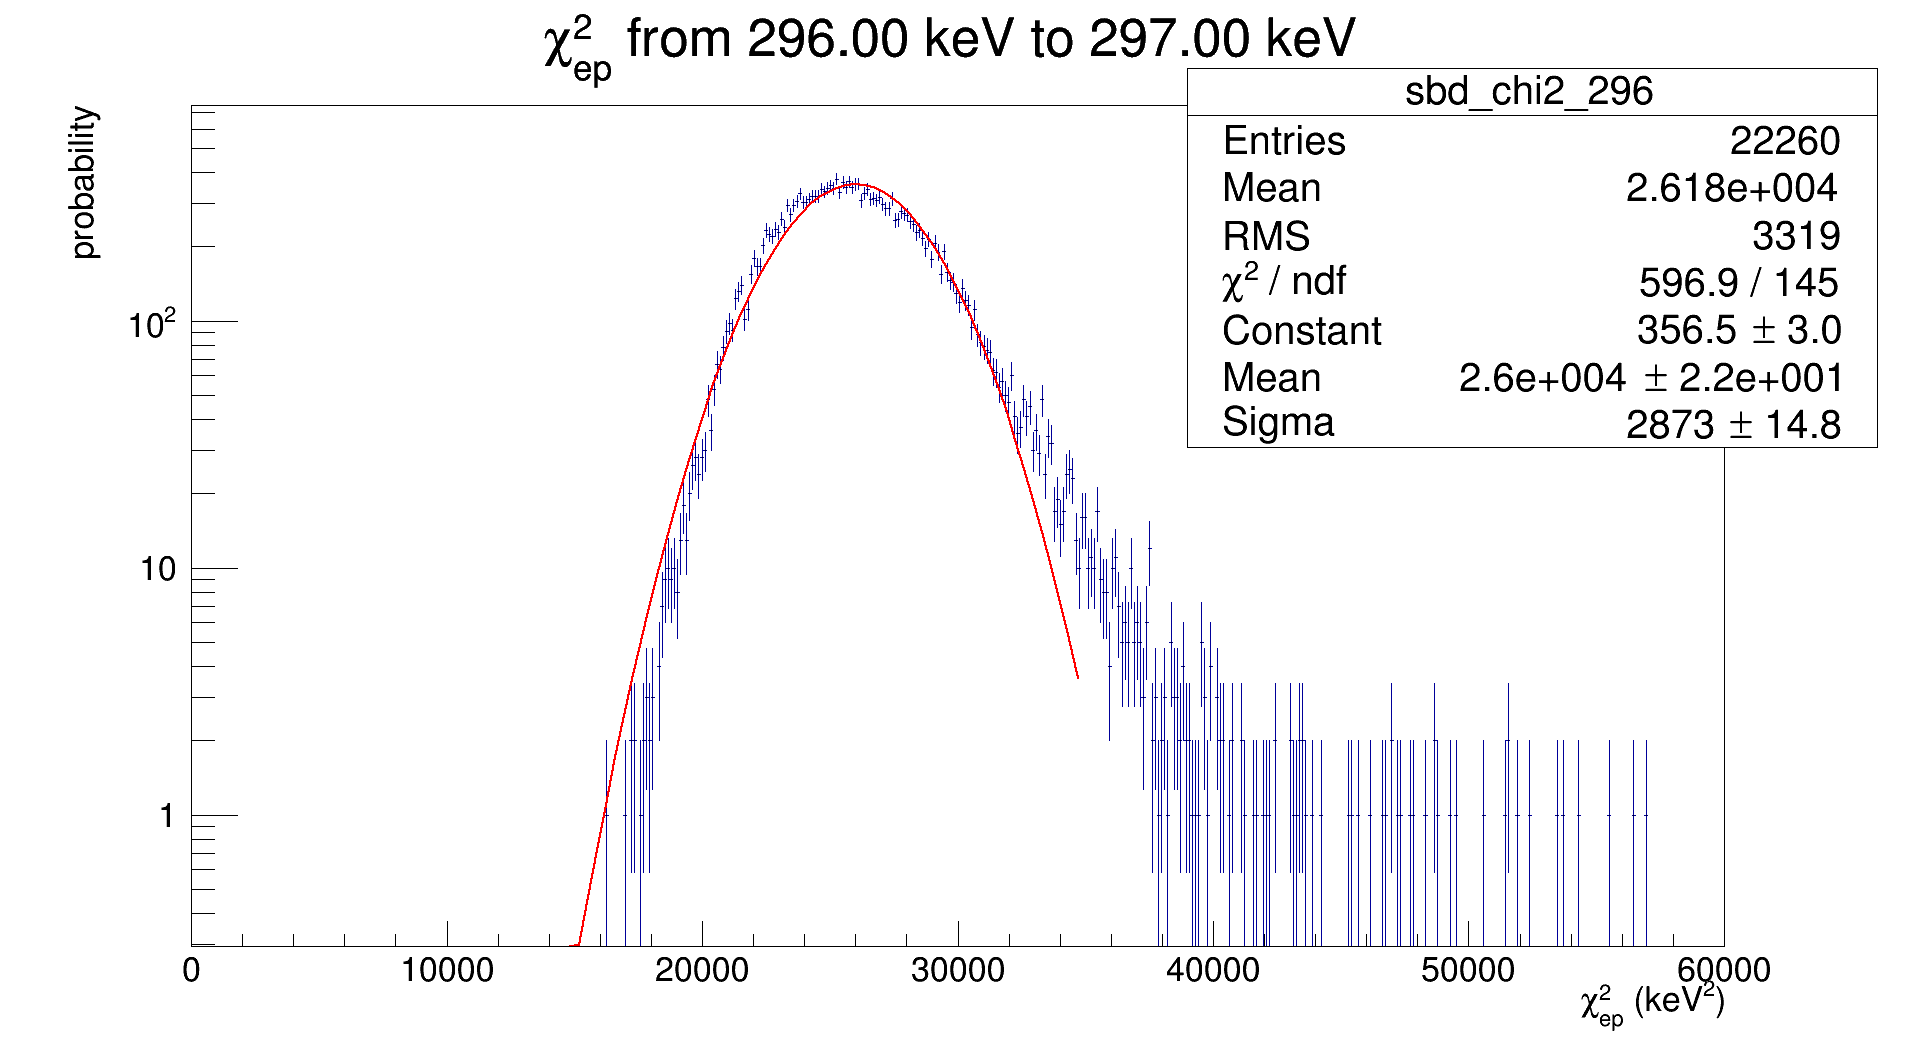 χ²ep from 296.00 keV to 297.00 keV
sbd_chi2_296
Entries 22260
Mean 2.618e+004
RMS 3319
χ² / ndf 596.9 / 145
Constant 356.5 ± 3.0
Mean 2.6e+004 ± 2.2e+001
Sigma 2873 ± 14.8
probability
10²
10
1
0 10000 20000 30000 40000 50000 60000
χ²ep (keV²)